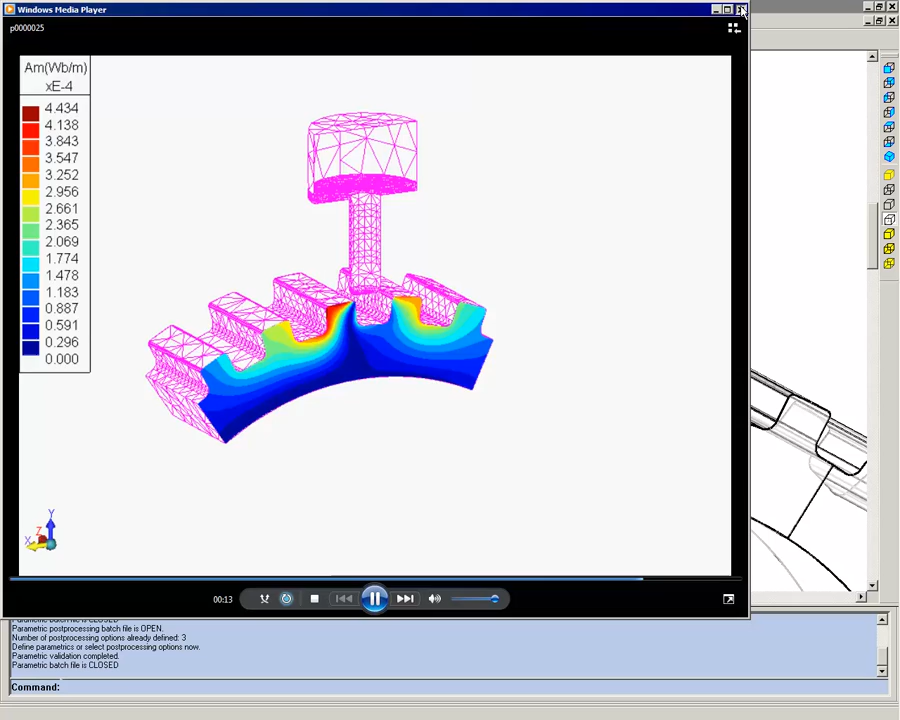 Windows Media Player
p0000025
Am(Wb/m)
xE-4
4.434
4.138
3.843
3.547
3.252
2.956
2.661
2.365
2.069
1.774
1.478
1.183
0.887
0.591
0.296
0.000
Y
Z
X
00:13
Parametric postprocessing batch file is OPEN.
Number of postprocessing options already defined: 3
Define parametrics or select postprocessing options now.
Parametric validation completed.
Parametric batch file is CLOSED
Command: